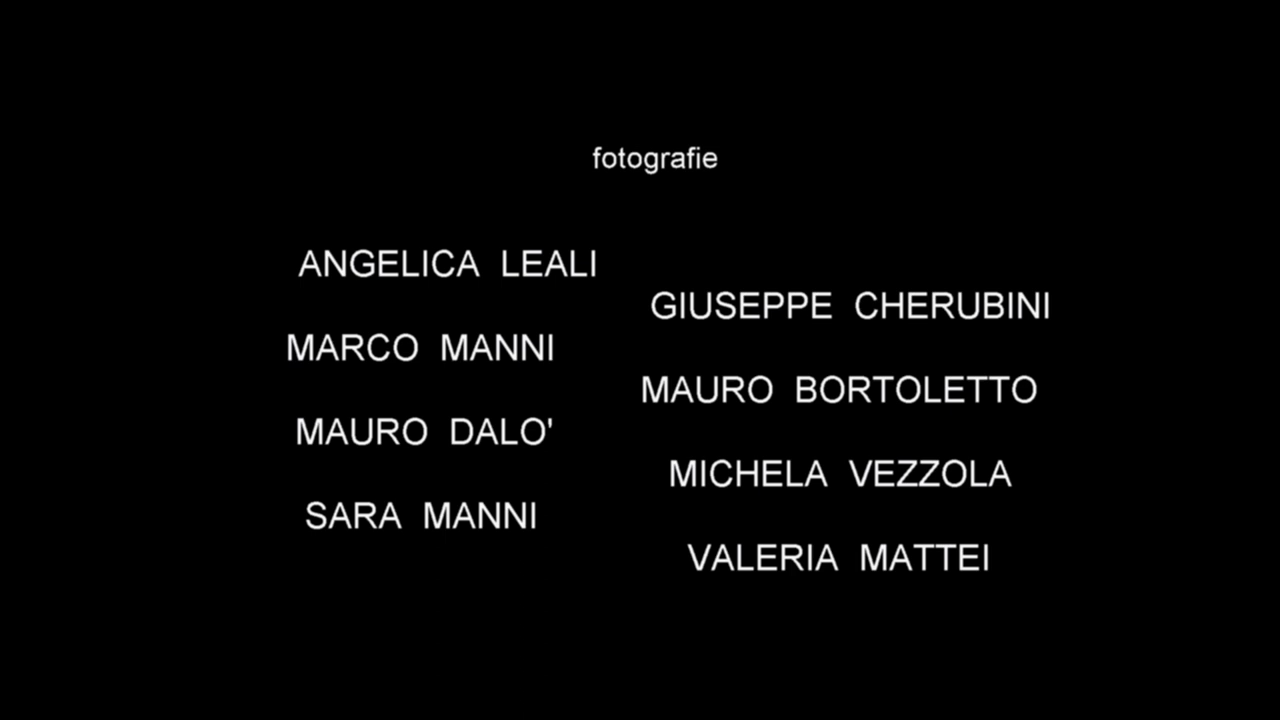 fotografie
ANGELICA LEALI
GIUSEPPE CHERUBINI
MARCO MANNI
MAURO BORTOLETTO
MAURO DALO'
MICHELA VEZZOLA
SARA MANNI
VALERIA MATTEI